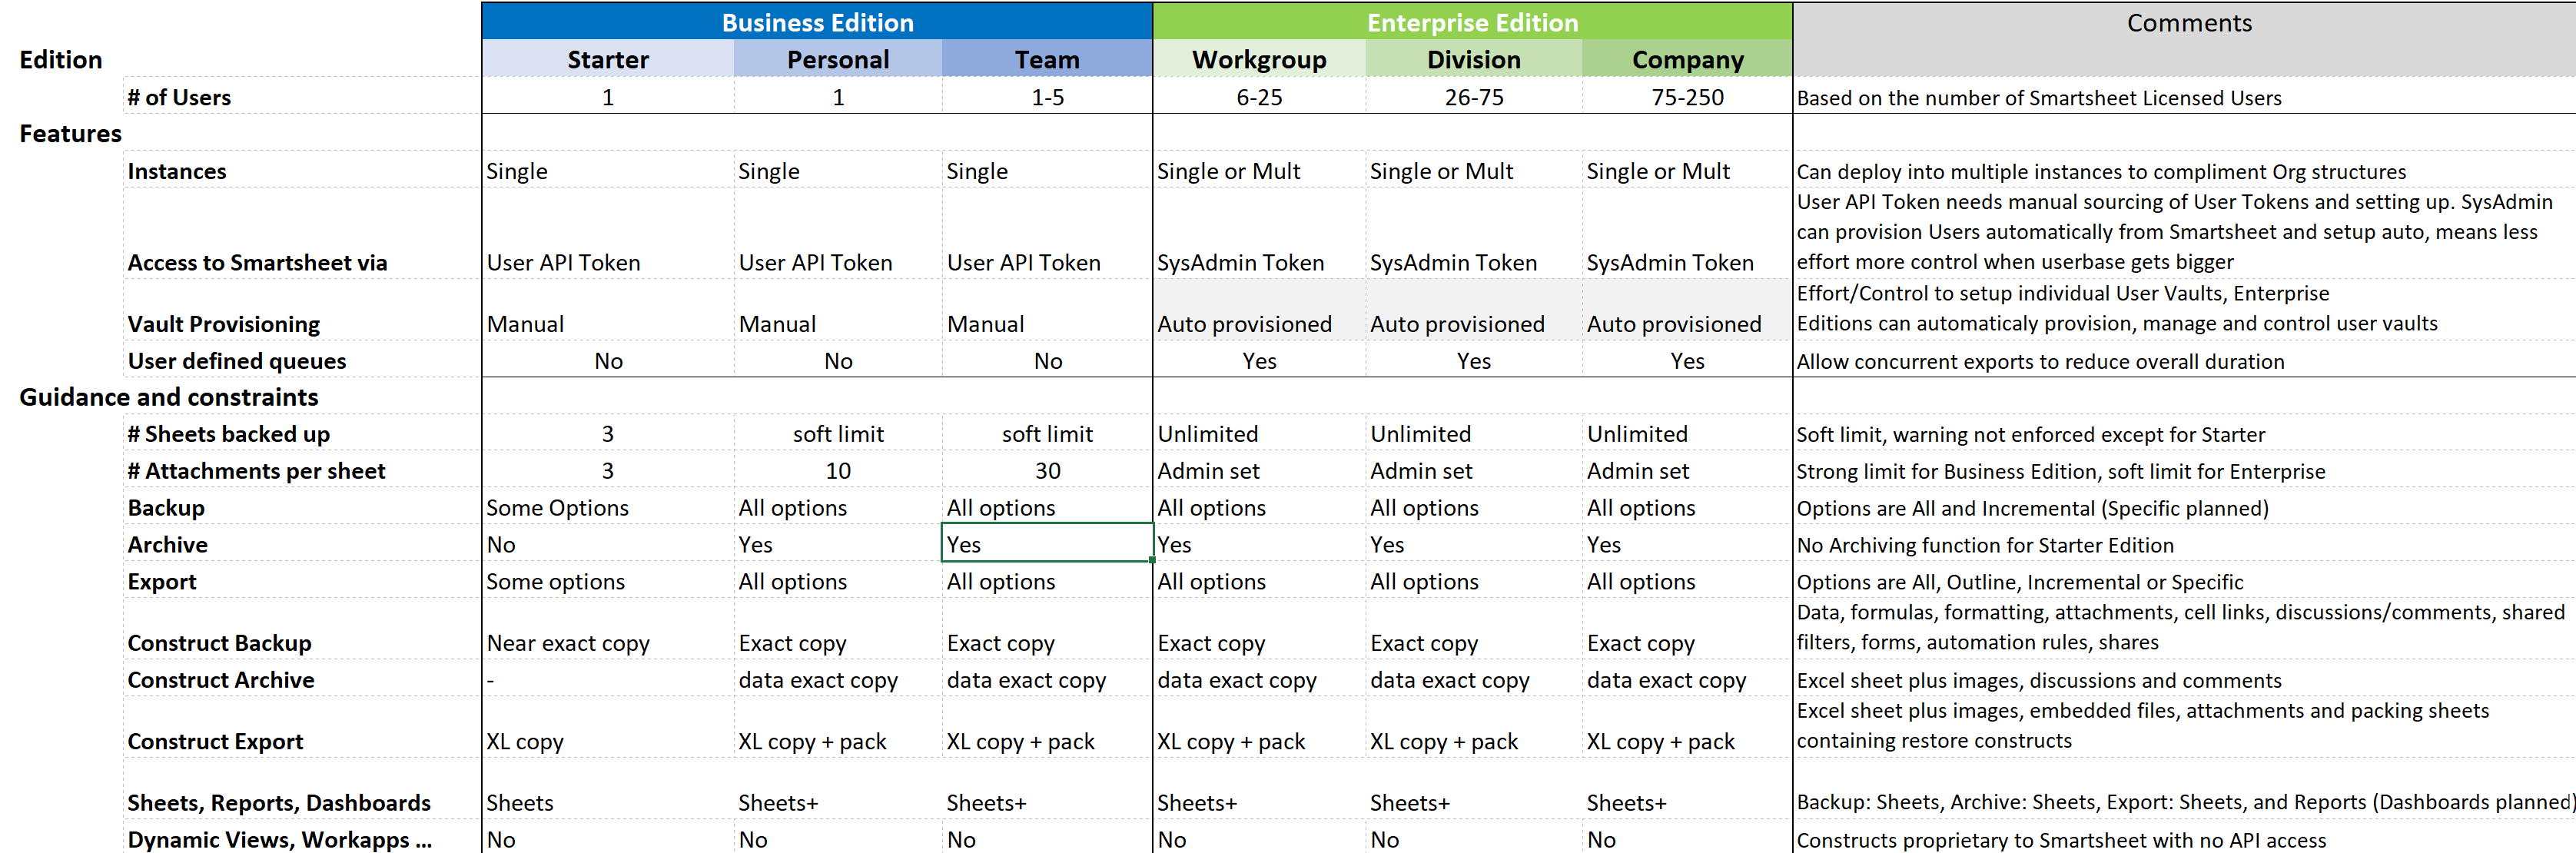 Business Edition Enterprise Edition Comments
Edition Starter Personal Team Workgroup Division Company
# of Users 1 1 1-5 6-25 26-75 75-250 Based on the number of Smartsheet Licensed Users
Features
Instances Single Single Single Single or Mult Single or Mult Single or Mult Can deploy into multiple instances to compliment Org structures
User API Token needs manual sourcing of User Tokens and setting up. SysAdmin
can provision Users automatically from Smartsheet and setup auto, means less
Access to Smartsheet via User API Token User API Token User API Token SysAdmin Token SysAdmin Token SysAdmin Token effort more control when userbase gets bigger
Effort/Control to setup individual User Vaults, Enterprise
Vault Provisioning Manual Manual Manual Auto provisioned Auto provisioned Auto provisioned Editions can automaticaly provision, manage and control user vaults
User defined queues No No No Yes Yes Yes Allow concurrent exports to reduce overall duration
Guidance and constraints
# Sheets backed up 3 soft limit soft limit Unlimited Unlimited Unlimited Soft limit, warning not enforced except for Starter
# Attachments per sheet 3 10 30 Admin set Admin set Admin set Strong limit for Business Edition, soft limit for Enterprise
Backup Some Options All options All options All options All options All options Options are All and Incremental (Specific planned)
Archive No Yes Yes Yes Yes Yes No Archiving function for Starter Edition
Export Some options All options All options All options All options All options Options are All, Outline, Incremental or Specific
Data, formulas, formatting, attachments, cell links, discussions/comments, shared
Construct Backup Near exact copy Exact copy Exact copy Exact copy Exact copy Exact copy filters, forms, automation rules, shares
Construct Archive - data exact copy data exact copy data exact copy data exact copy data exact copy Excel sheet plus images, discussions and comments
Excel sheet plus images, embedded files, attachments and packing sheets
Construct Export XL copy XL copy + pack XL copy + pack XL copy + pack XL copy + pack XL copy + pack containing restore constructs
Sheets, Reports, Dashboards Sheets Sheets+ Sheets+ Sheets+ Sheets+ Sheets+ Backup: Sheets, Archive: Sheets, Export: Sheets, and Reports (Dashboards planned)
Dynamic Views, Workapps ... No No No No No No Constructs proprietary to Smartsheet with no API access